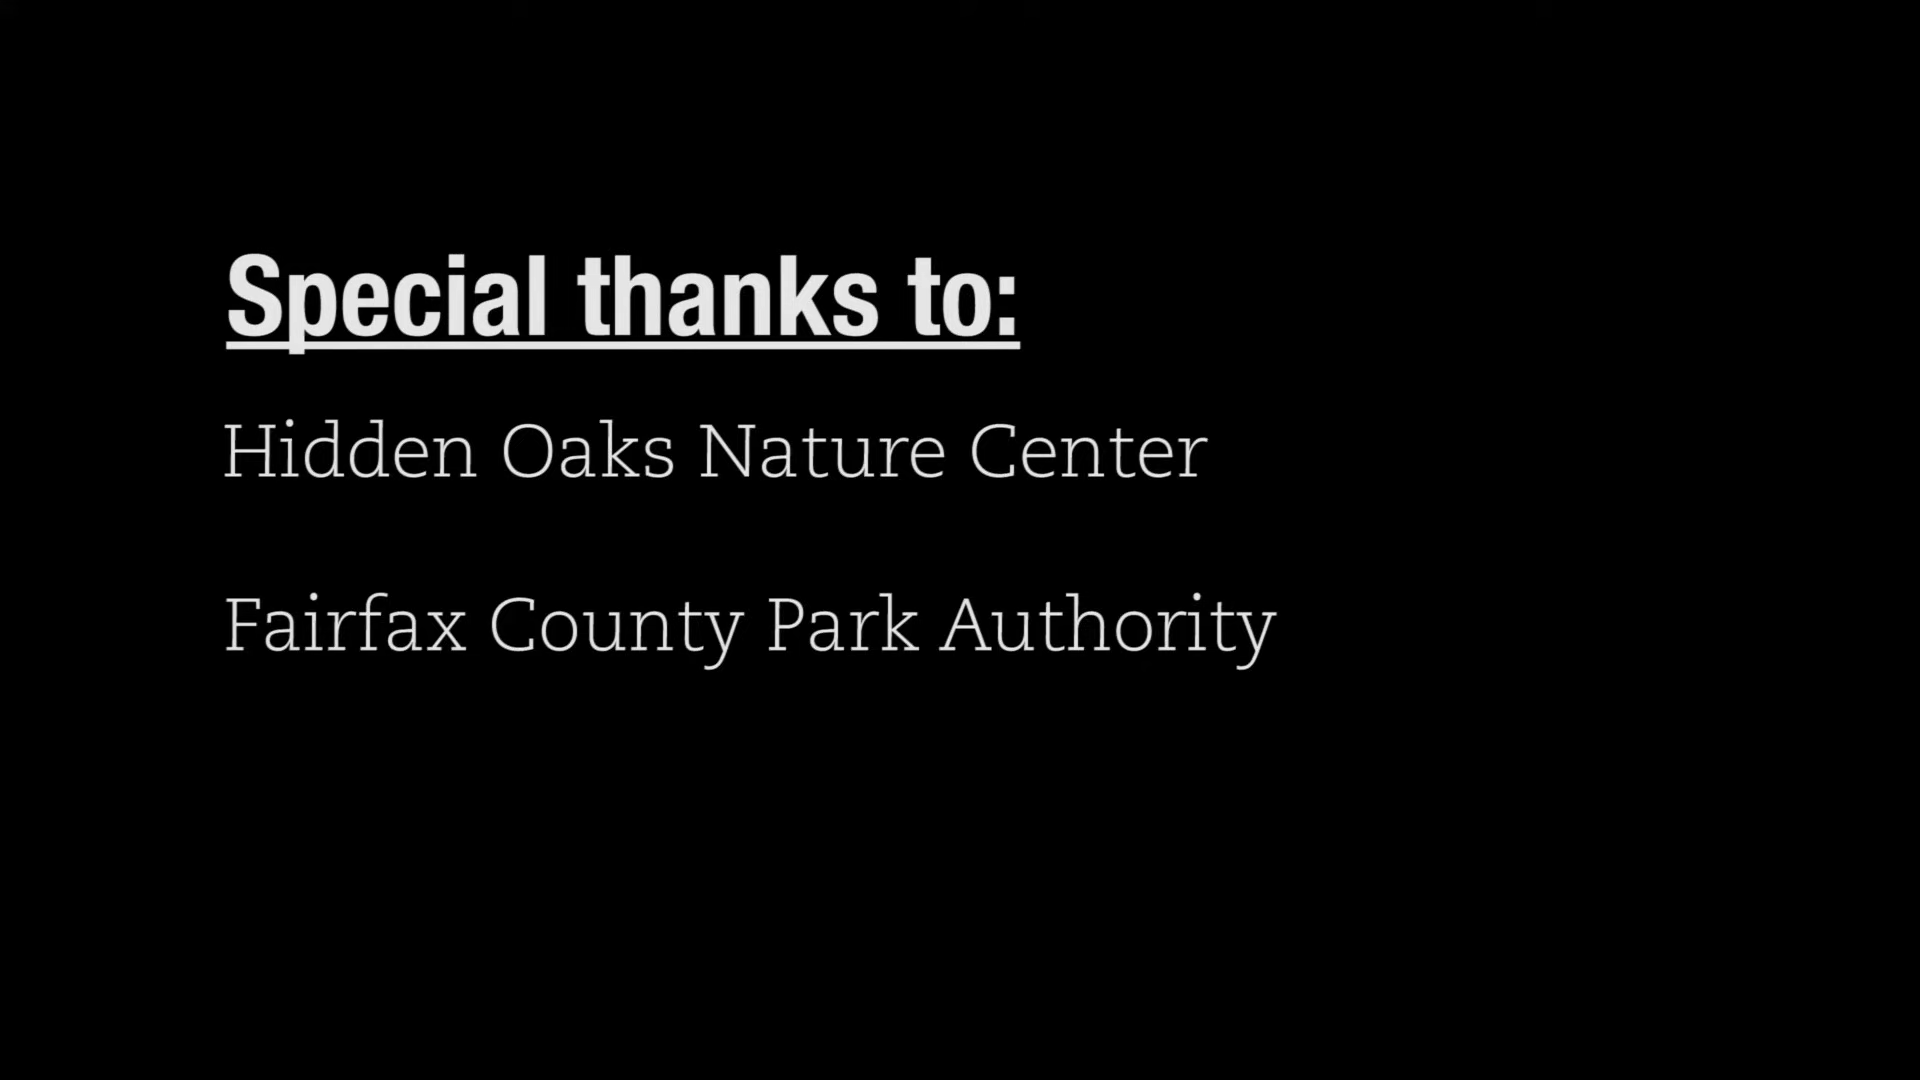 Special thanks to:
Hidden Oaks Nature Center
Fairfax County Park Authority